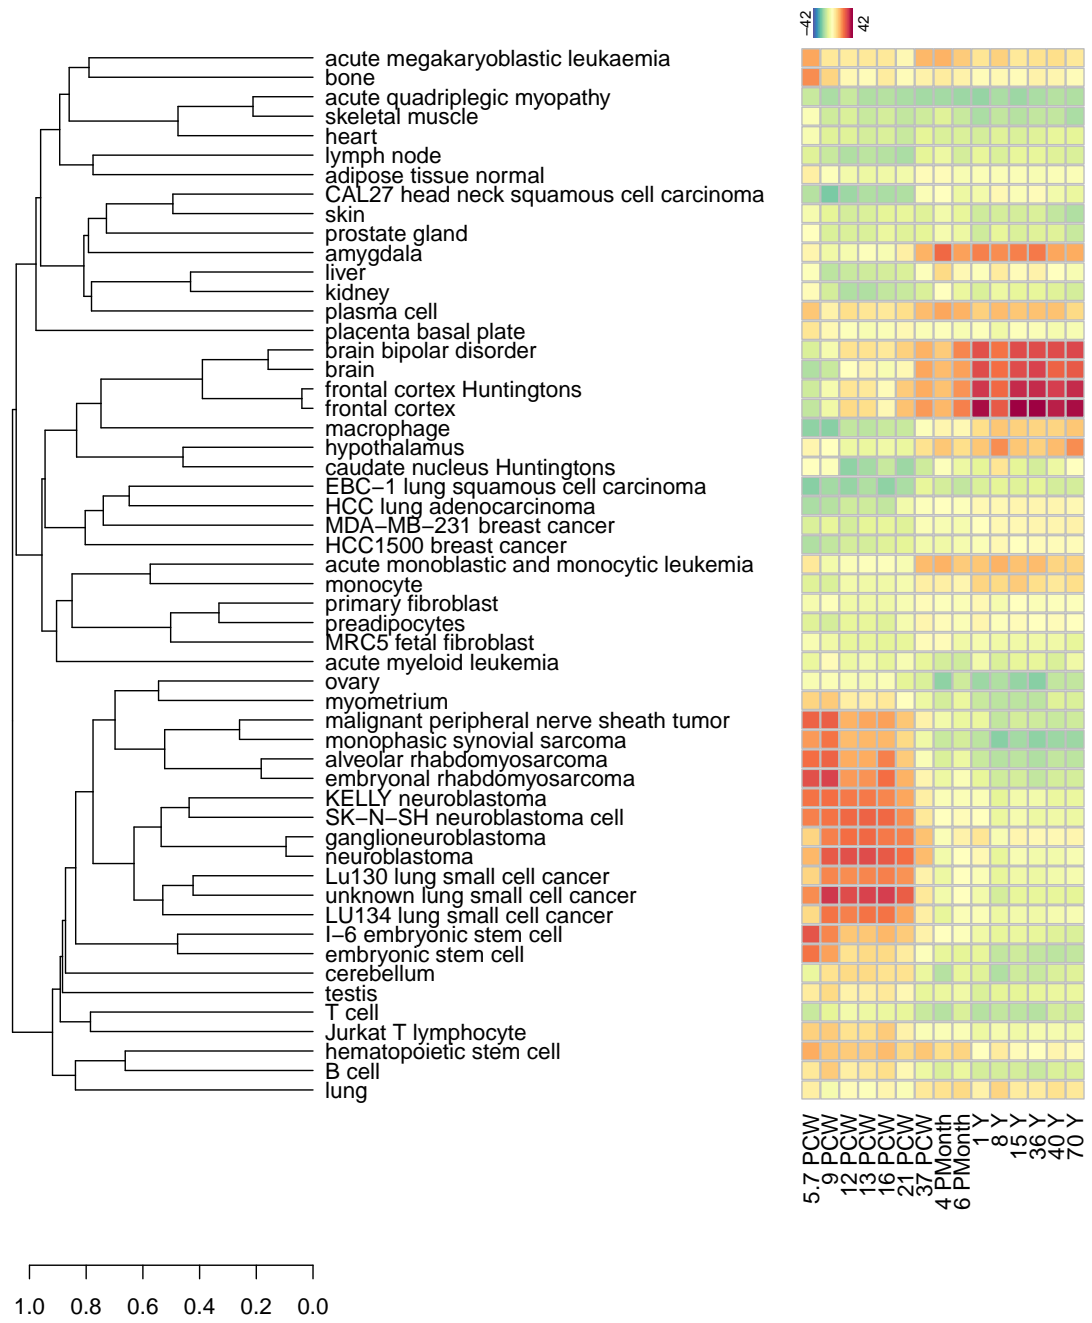 −42
42
acute megakaryoblastic leukaemia
bone
acute quadriplegic myopathy
skeletal muscle
heart
lymph node
adipose tissue normal
CAL27 head neck squamous cell carcinoma
skin
prostate gland
amygdala
liver
kidney
plasma cell
placenta basal plate
brain bipolar disorder
brain
frontal cortex Huntingtons
frontal cortex
macrophage
hypothalamus
caudate nucleus Huntingtons
EBC−1 lung squamous cell carcinoma
HCC lung adenocarcinoma
MDA−MB−231 breast cancer
HCC1500 breast cancer
acute monoblastic and monocytic leukemia
monocyte
primary fibroblast
preadipocytes
MRC5 fetal fibroblast
acute myeloid leukemia
ovary
myometrium
malignant peripheral nerve sheath tumor
monophasic synovial sarcoma
alveolar rhabdomyosarcoma
embryonal rhabdomyosarcoma
KELLY neuroblastoma
SK−N−SH neuroblastoma cell
ganglioneuroblastoma
neuroblastoma
Lu130 lung small cell cancer
unknown lung small cell cancer
LU134 lung small cell cancer
I−6 embryonic stem cell
embryonic stem cell
cerebellum
testis
T cell
Jurkat T lymphocyte
hematopoietic stem cell
B cell
lung
5.7 PCW
9 PCW
12 PCW
13 PCW
16 PCW
21 PCW
37 PCW
4 PMonth
6 PMonth
1 Y
8 Y
15 Y
36 Y
40 Y
70 Y
1.0 0.8 0.6 0.4 0.2 0.0